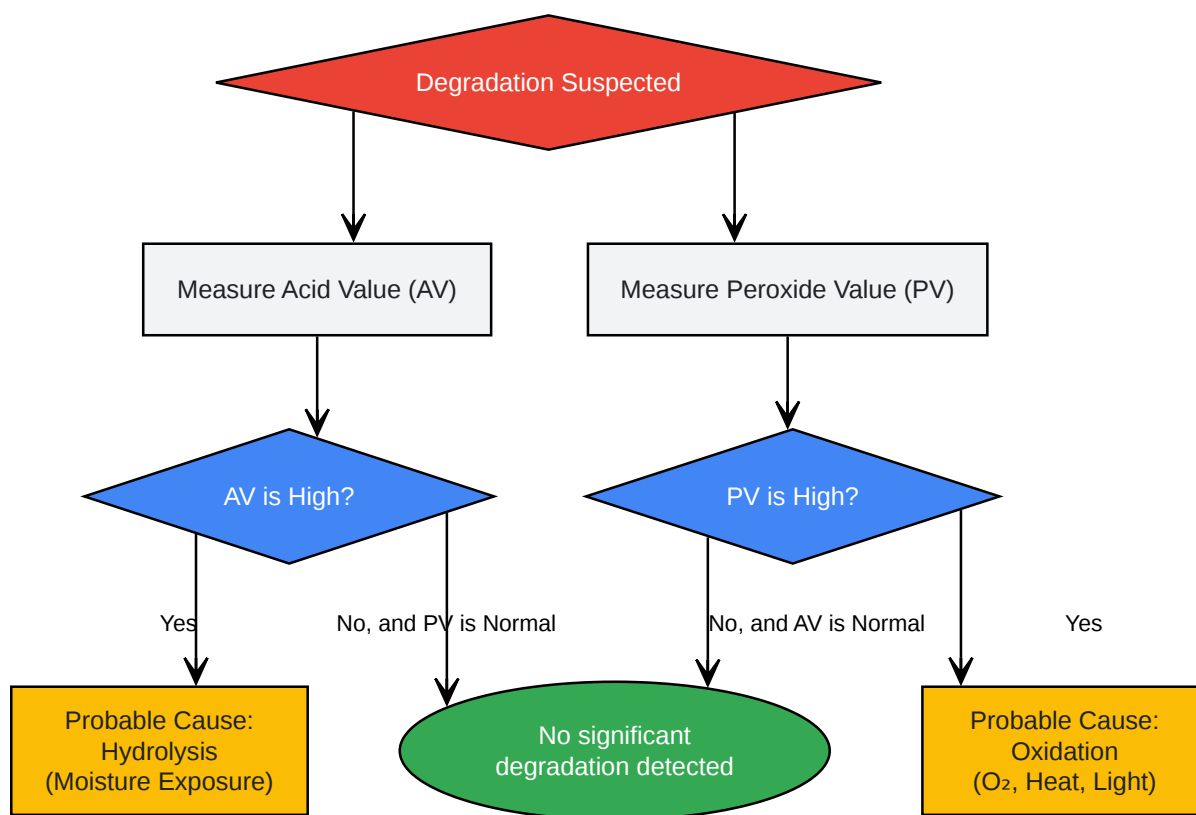 Degradation Suspected
Measure Acid Value (AV)
Measure Peroxide Value (PV)
AV is High?
PV is High?
Yes
No, and PV is Normal
No, and AV is Normal
Yes
Probable Cause:
Hydrolysis
(Moisture Exposure)
No significant
degradation detected
Probable Cause:
Oxidation
(O₂, Heat, Light)